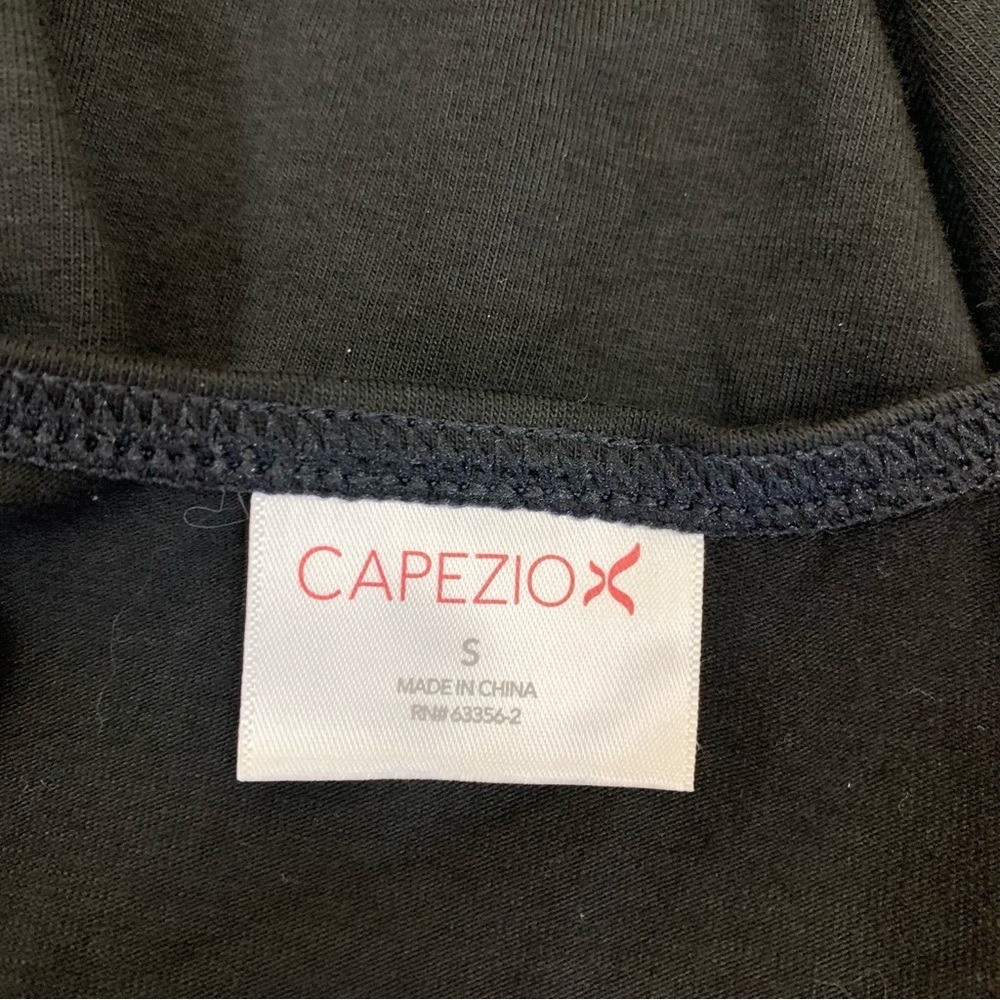 CAPEZIO
S
MADE IN CHINA
RN# 63356-2